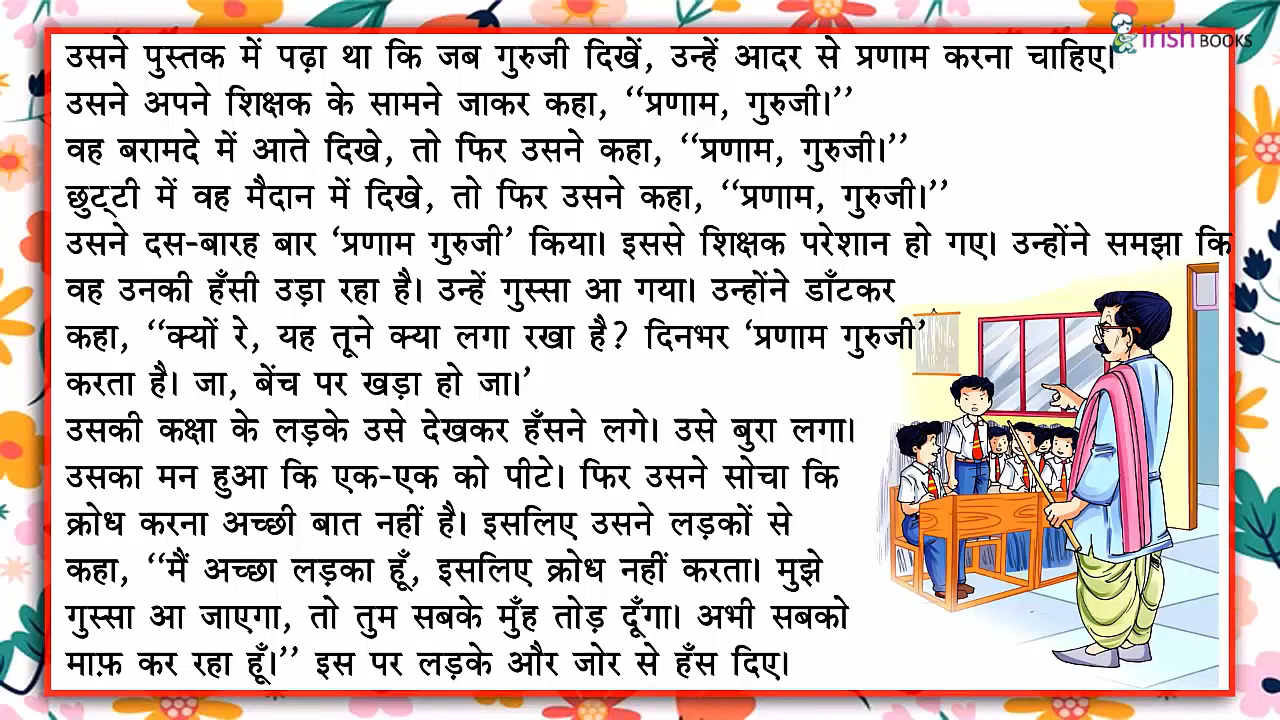 उसने पुस्तक में पढ़ा था कि जब गुरुजी दिखें, उन्हें आदर से प्रणाम करना चाहिए।
irish BOOKS
उसने अपने शिक्षक के सामने जाकर कहा, ‘‘प्रणाम, गुरुजी।’’
वह बरामदे में आते दिखे, तो फिर उसने कहा, ‘‘प्रणाम, गुरुजी।’’
छुट्टी में वह मैदान में दिखे, तो फिर उसने कहा, ‘‘प्रणाम, गुरुजी।’’
उसने दस-बारह बार ‘प्रणाम गुरुजी’ किया। इससे शिक्षक परेशान हो गए। उन्होंने समझा कि
वह उनकी हँसी उड़ा रहा है। उन्हें गुस्सा आ गया। उन्होंने डाँटकर
कहा, ‘‘क्यों रे, यह तूने क्या लगा रखा है? दिनभर ‘प्रणाम गुरुजी’
करता है। जा, बेंच पर खड़ा हो जा।’
उसकी कक्षा के लड़के उसे देखकर हँसने लगे। उसे बुरा लगा।
उसका मन हुआ कि एक-एक को पीटे। फिर उसने सोचा कि
क्रोध करना अच्छी बात नहीं है। इसलिए उसने लड़कों से
कहा, ‘‘मैं अच्छा लड़का हूँ, इसलिए क्रोध नहीं करता। मुझे
गुस्सा आ जाएगा, तो तुम सबके मुँह तोड़ दूँगा। अभी सबको
माफ़ कर रहा हूँ।’’ इस पर लड़के और जोर से हँस दिए।